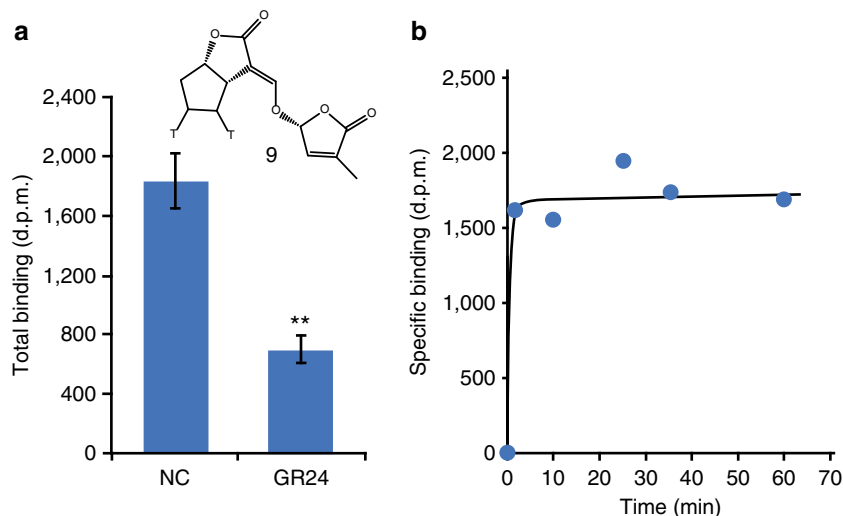 a
O
O
O
O
O
T
T
9
Total binding (d.p.m.)
2,400
2,000
1,600
1,200
800
400
0
**
NC
GR24
b
Specific binding (d.p.m.)
2,500
2,000
1,500
1,000
500
0
0 10 20 30 40 50 60 70
Time (min)